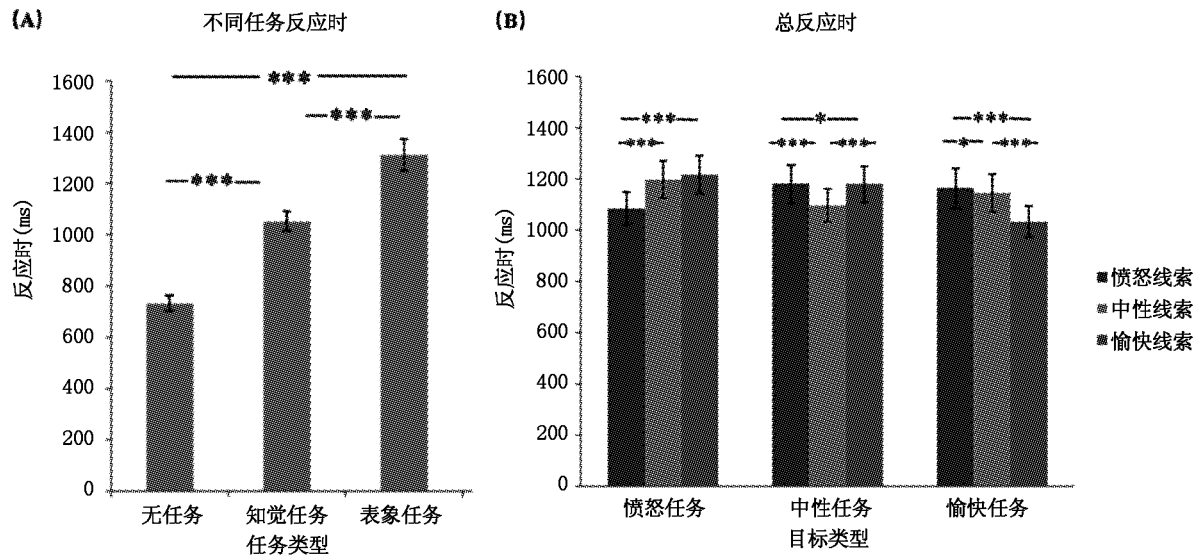 (A)
不同任务反应时
***
***
***
1600
1400
1200
1000
800
600
400
200
0
反应时(ms)
无任务
知觉任务
表象任务
任务类型
(B)
总反应时
***
***
*
***
***
***
*
***
1600
1400
1200
1000
800
600
400
200
0
反应时(ms)
愤怒任务
中性任务
愉快任务
目标类型
愤怒线索
中性线索
愉快线索